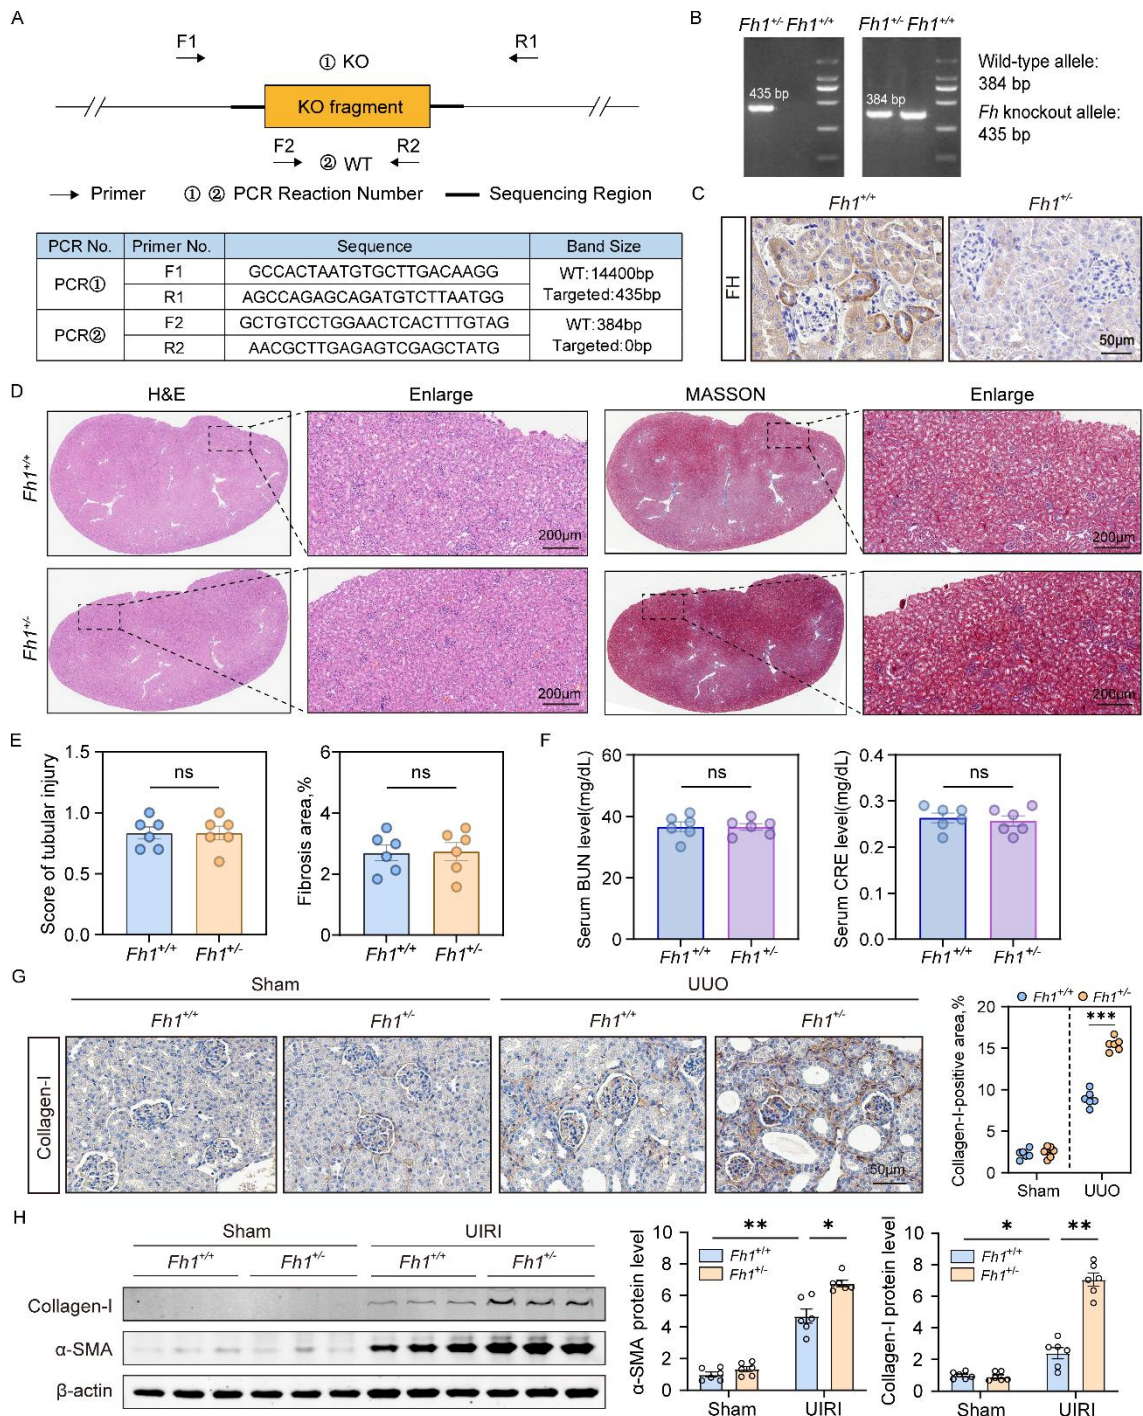 A
F1
R1
① KO
KO fragment
F2
R2
② WT
Primer
① ② PCR Reaction Number
Sequencing Region
PCR No. Primer No. Sequence Band Size
PCR① F1 GCCACTAATGTGCTTGACAAGG WT:14400bp
R1 AGCCAGAGCAGATGTCTTAATGG Targeted:435bp
PCR② F2 GCTGTCCTGGAACTCACTTTGTAG WT:384bp
R2 AACGCTTGAGAGTCGAGCTATG Targeted:0bp
B
Fh1+/- Fh1+/+ Fh1+/- Fh1+/+
435 bp
384 bp
Wild-type allele:
384 bp
Fh knockout allele:
435 bp
C
Fh1+/+ Fh1+/-
FH
50μm
D
H&E Enlarge MASSON Enlarge
Fh1+/+
200μm 200μm
Fh1+/-
200μm 200μm
E
Score of tubular injury
1.5
1.0
0.5
0.0
ns
Fh1+/+ Fh1+/-
Fibrosis area,%
6
4
2
0
ns
Fh1+/+ Fh1+/-
F
Serum BUN level(mg/dL)
60
40
20
0
ns
Fh1+/+ Fh1+/-
Serum CRE level(mg/dL)
0.4
0.3
0.2
0.1
0.0
ns
Fh1+/+ Fh1+/-
G
Sham UUO
Fh1+/+ Fh1+/- Fh1+/+ Fh1+/-
Collagen-I
50μm
Fh1+/+ Fh1+/-
Collagen-I-positive area,%
20
15
10
5
0
***
Sham UUO
H
Sham UIRI
Fh1+/+ Fh1+/- Fh1+/+ Fh1+/-
Collagen-I
α-SMA
β-actin
α-SMA protein level
10
8
6
4
2
0
** *
Fh1+/+
Fh1+/-
Sham UIRI
Collagen-I protein level
10
8
6
4
2
0
* **
Fh1+/+
Fh1+/-
Sham UIRI